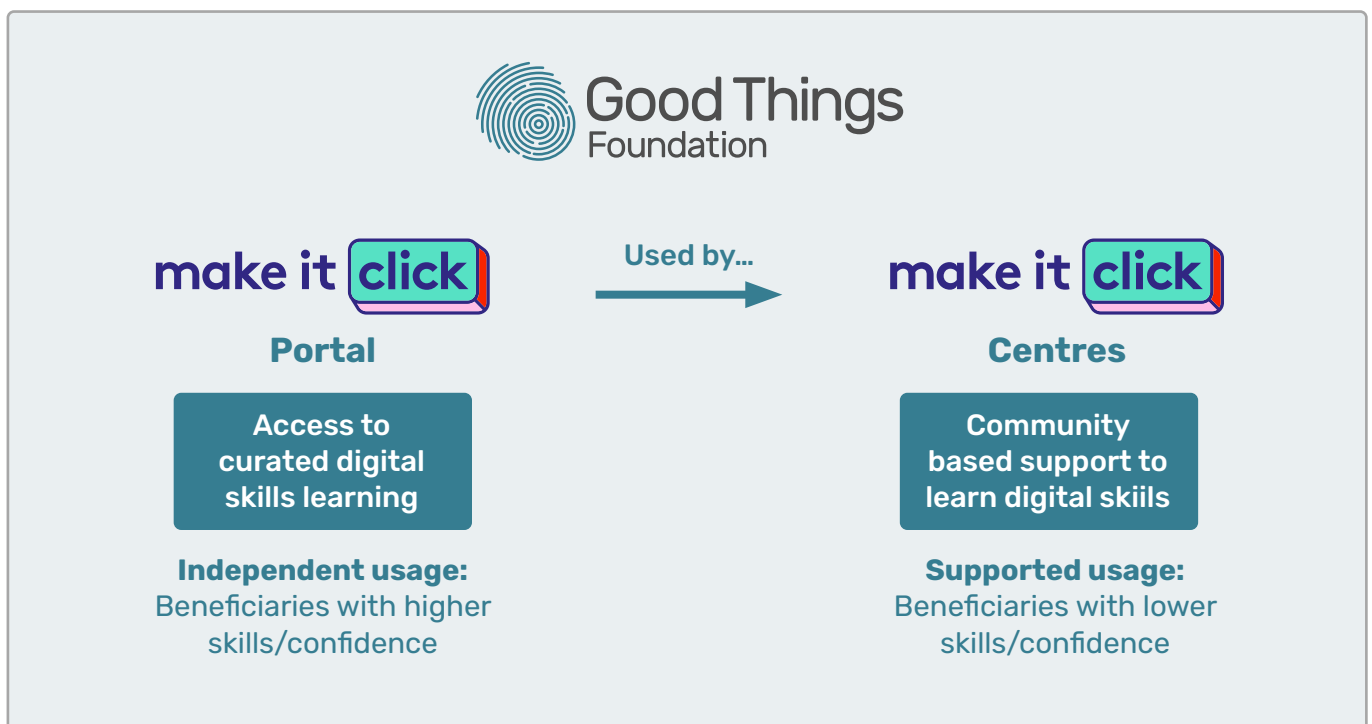 Good Things
Foundation
make it click
Used by...
make it click
Portal
Centres
Access to
curated digital
skills learning
Community
based support to
learn digital skiils
Independent usage:
Beneficiaries with higher
skills/confidence
Supported usage:
Beneficiaries with lower
skills/confidence